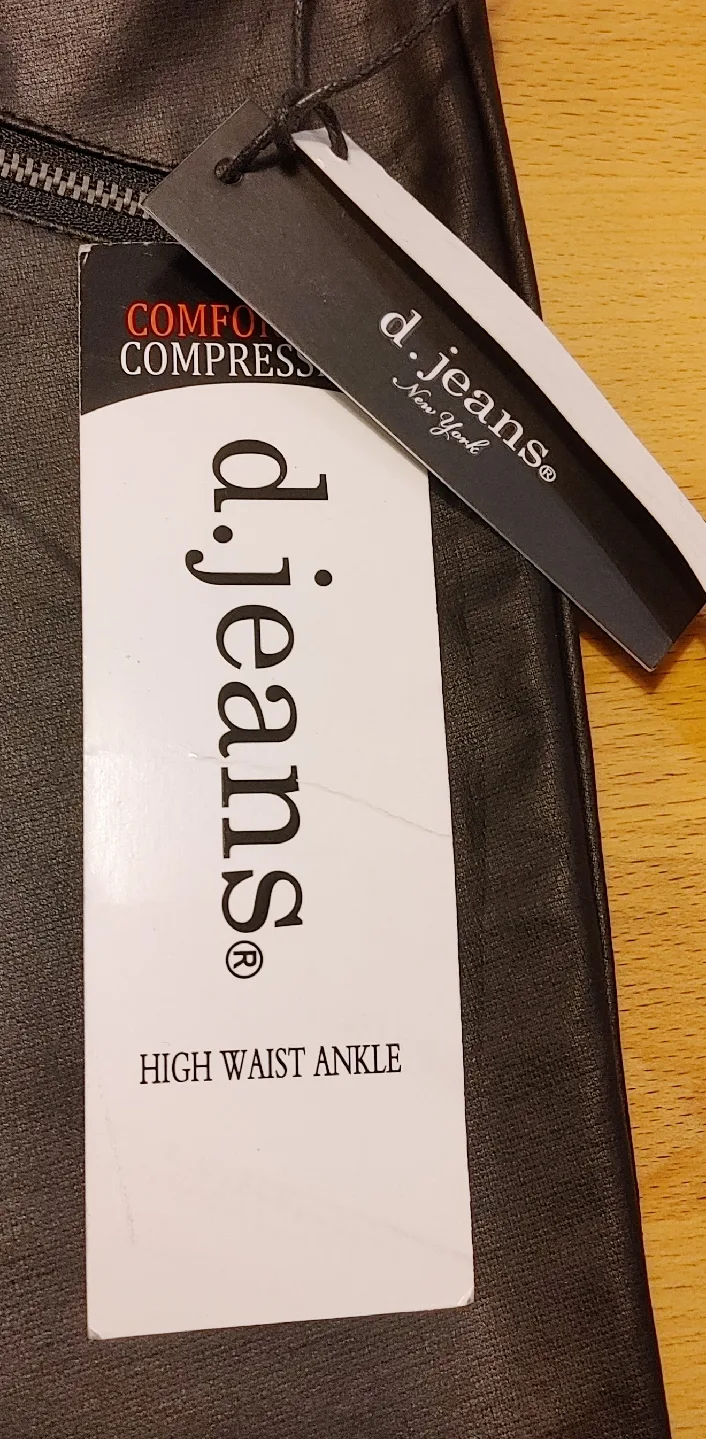 COMPRESS
d.jeans®
HIGH WAIST ANKLE
d.jeans®
New York